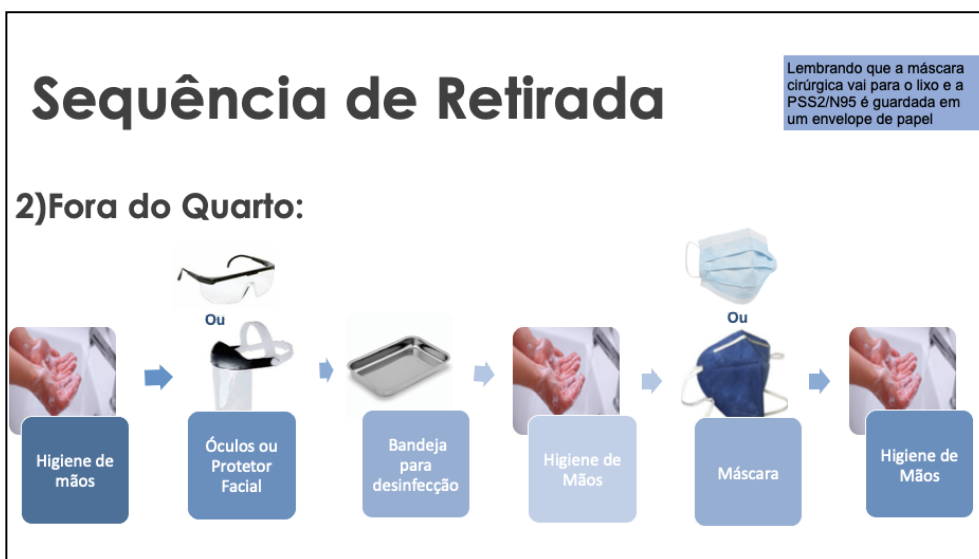 Sequência de Retirada
Lembrando que a máscara
cirúrgica vai para o lixo e a
PSS2/N95 é guardada em
um envelope de papel
2)Fora do Quarto:
Ou
Ou
Higiene de
mãos
Óculos ou
Protetor
Facial
Bandeja
para
desinfecção
Higiene de
Mãos
Máscara
Higiene de
Mãos